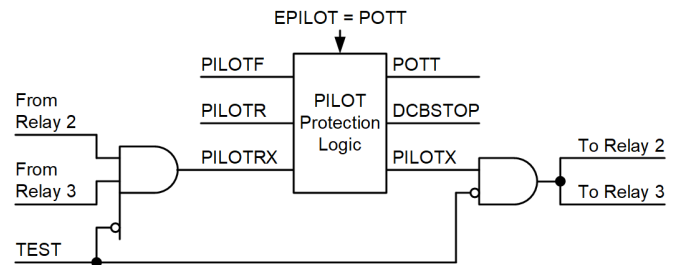 EPILOT = POTT
PILOTF
POTT
PILOT
Protection
Logic
PILOTR
DCBSTOP
From
Relay 2
PILOTRX
PILOTX
To Relay 2
From
Relay 3
To Relay 3
TEST